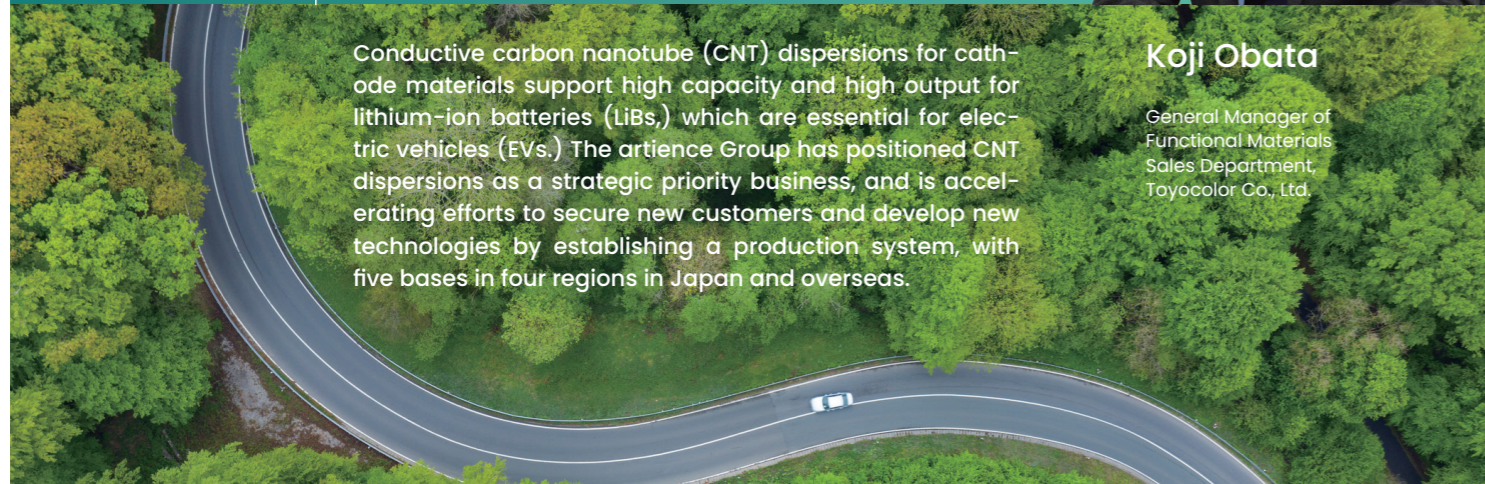 Conductive carbon nanotube (CNT) dispersions for cath-
ode materials support high capacity and high output for
lithium-ion batteries (LiBs,) which are essential for elec-
tric vehicles (EVs.) The artience Group has positioned CNT
dispersions as a strategic priority business, and is accel-
erating efforts to secure new customers and develop new
technologies by establishing a production system, with
five bases in four regions in Japan and overseas.
Koji Obata
General Manager of
Functional Materials
Sales Department,
Toyocolor Co., Ltd.